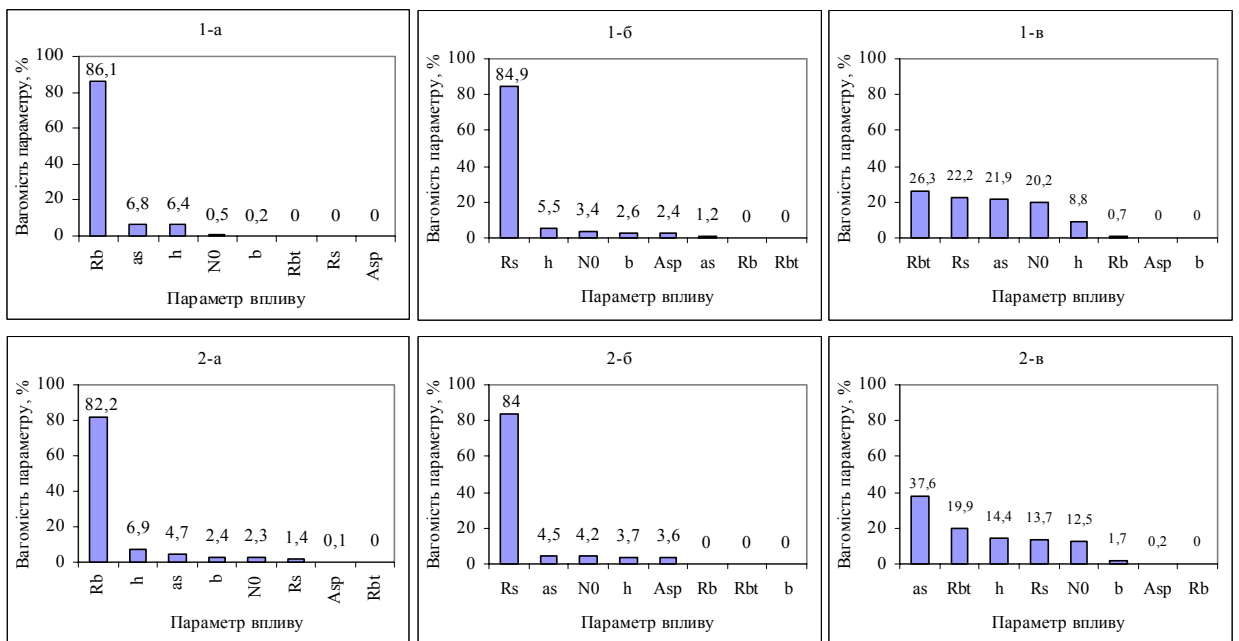 1-а
Вагомість параметру, %
100
80
60
40
20
0
86,1
6,8
6,4
0,5
0,2
0
0
0
Rb
as
h
N0
b
Rbt
Rs
Asp
Параметр впливу
1-б
Вагомість параметру, %
100
80
60
40
20
0
84,9
5,5
3,4
2,6
2,4
1,2
0
0
Rs
h
N0
b
Asp
as
Rb
Rbt
Параметр впливу
1-в
Вагомість параметру, %
100
80
60
40
20
0
26,3
22,2
21,9
20,2
8,8
0,7
0
0
Rbt
Rs
as
N0
h
Rb
Asp
b
Параметр впливу
2-а
Вагомість параметру, %
100
80
60
40
20
0
82,2
6,9
4,7
2,4
2,3
1,4
0,1
0
Rb
h
as
b
N0
Rs
Asp
Rbt
Параметр впливу
2-б
Вагомість параметру, %
100
80
60
40
20
0
84
4,5
4,2
3,7
3,6
0
0
0
Rs
as
N0
h
Asp
Rb
Rbt
b
Параметр впливу
2-в
Вагомість параметру, %
100
80
60
40
20
0
37,6
19,9
14,4
13,7
12,5
1,7
0,2
0
as
Rbt
h
Rs
N0
b
Asp
Rb
Параметр впливу